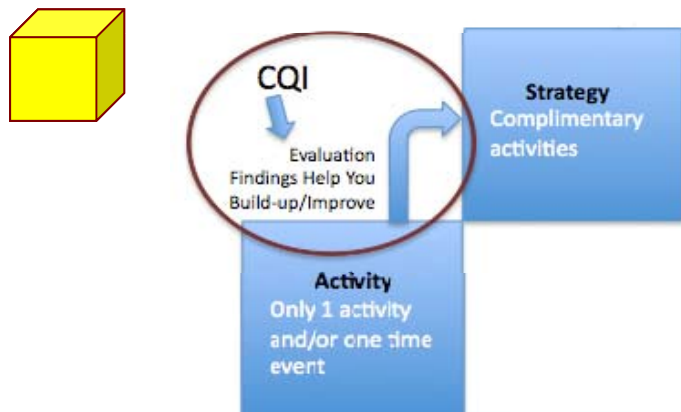 CQI
Evaluation
Findings Help You
Build-up/Improve
Strategy
Complimentary
activities
Activity
Only 1 activity
and/or one time
event